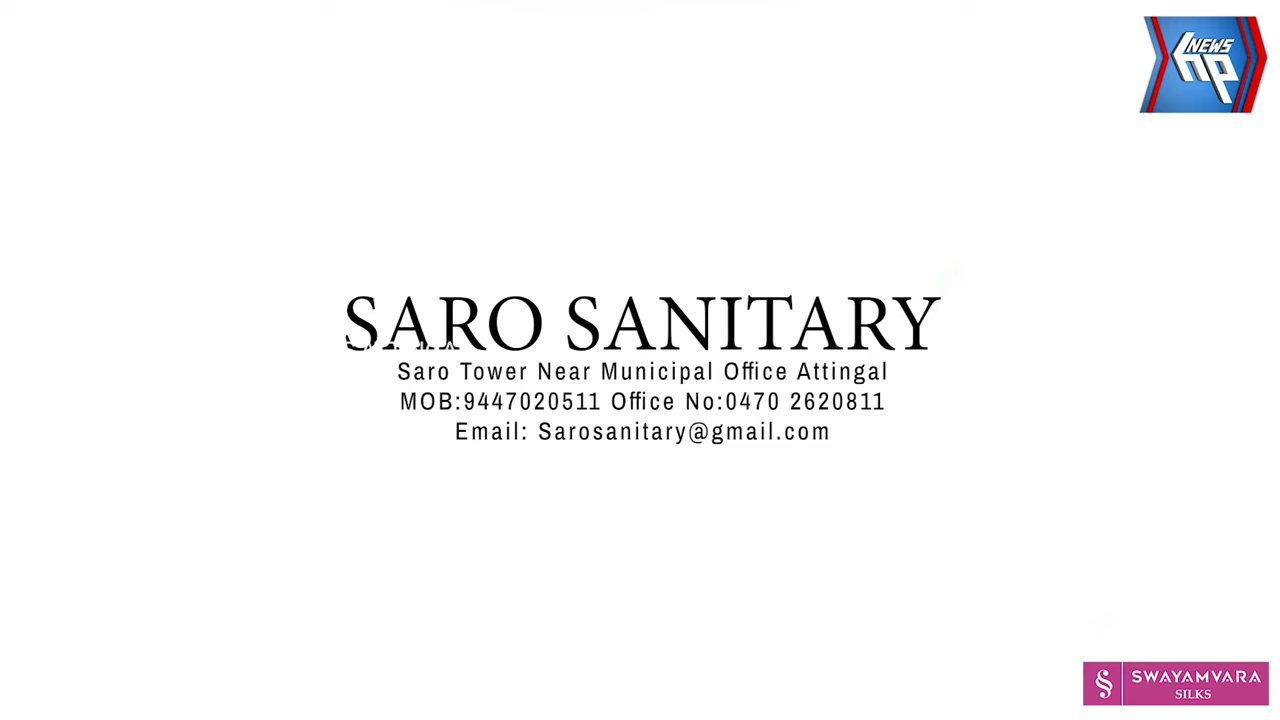 NEWS
hp
SARO SANITARY
Saro Tower Near Municipal Office Attingal
MOB:9447020511 Office No:0470 2620811
Email: Sarosanitary@gmail.com
SWAYAMVARA
SILKS